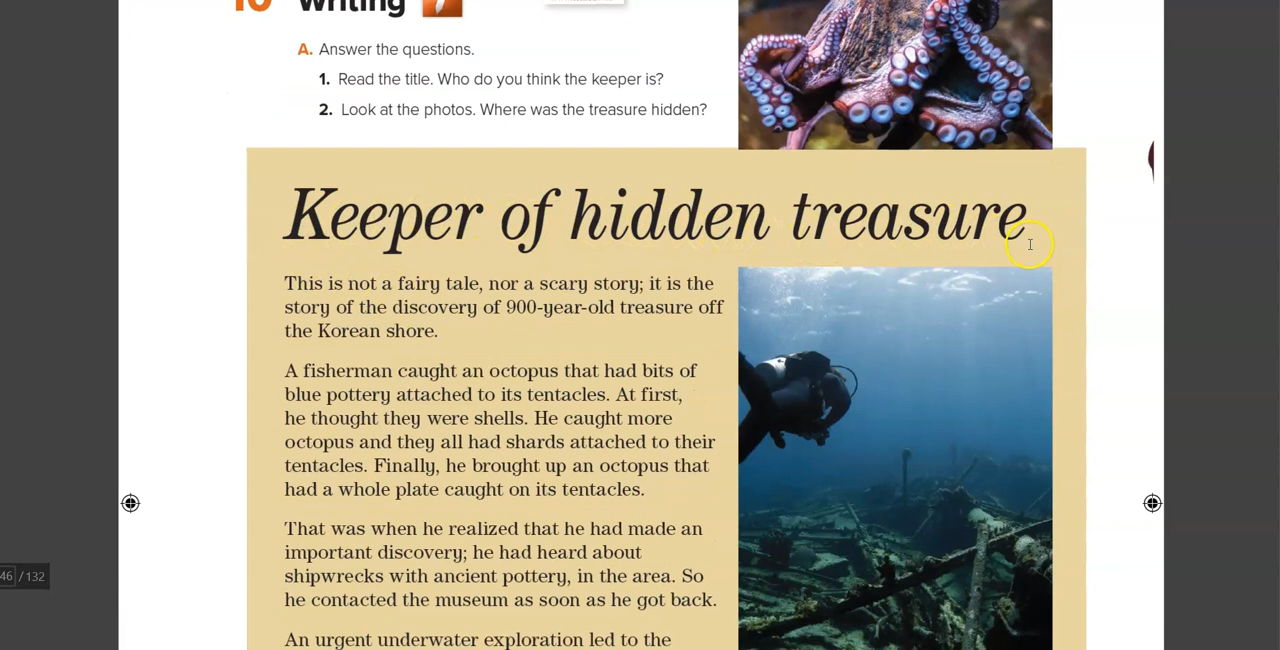 10 Writing
A. Answer the questions.
1. Read the title. Who do you think the keeper is?
2. Look at the photos. Where was the treasure hidden?
Keeper of hidden treasure
This is not a fairy tale, nor a scary story; it is the
story of the discovery of 900-year-old treasure off
the Korean shore.
A fisherman caught an octopus that had bits of
blue pottery attached to its tentacles. At first,
he thought they were shells. He caught more
octopus and they all had shards attached to their
tentacles. Finally, he brought up an octopus that
had a whole plate caught on its tentacles.
That was when he realized that he had made an
important discovery; he had heard about
shipwrecks with ancient pottery, in the area. So
he contacted the museum as soon as he got back.
An urgent underwater exploration led to the
46 / 132